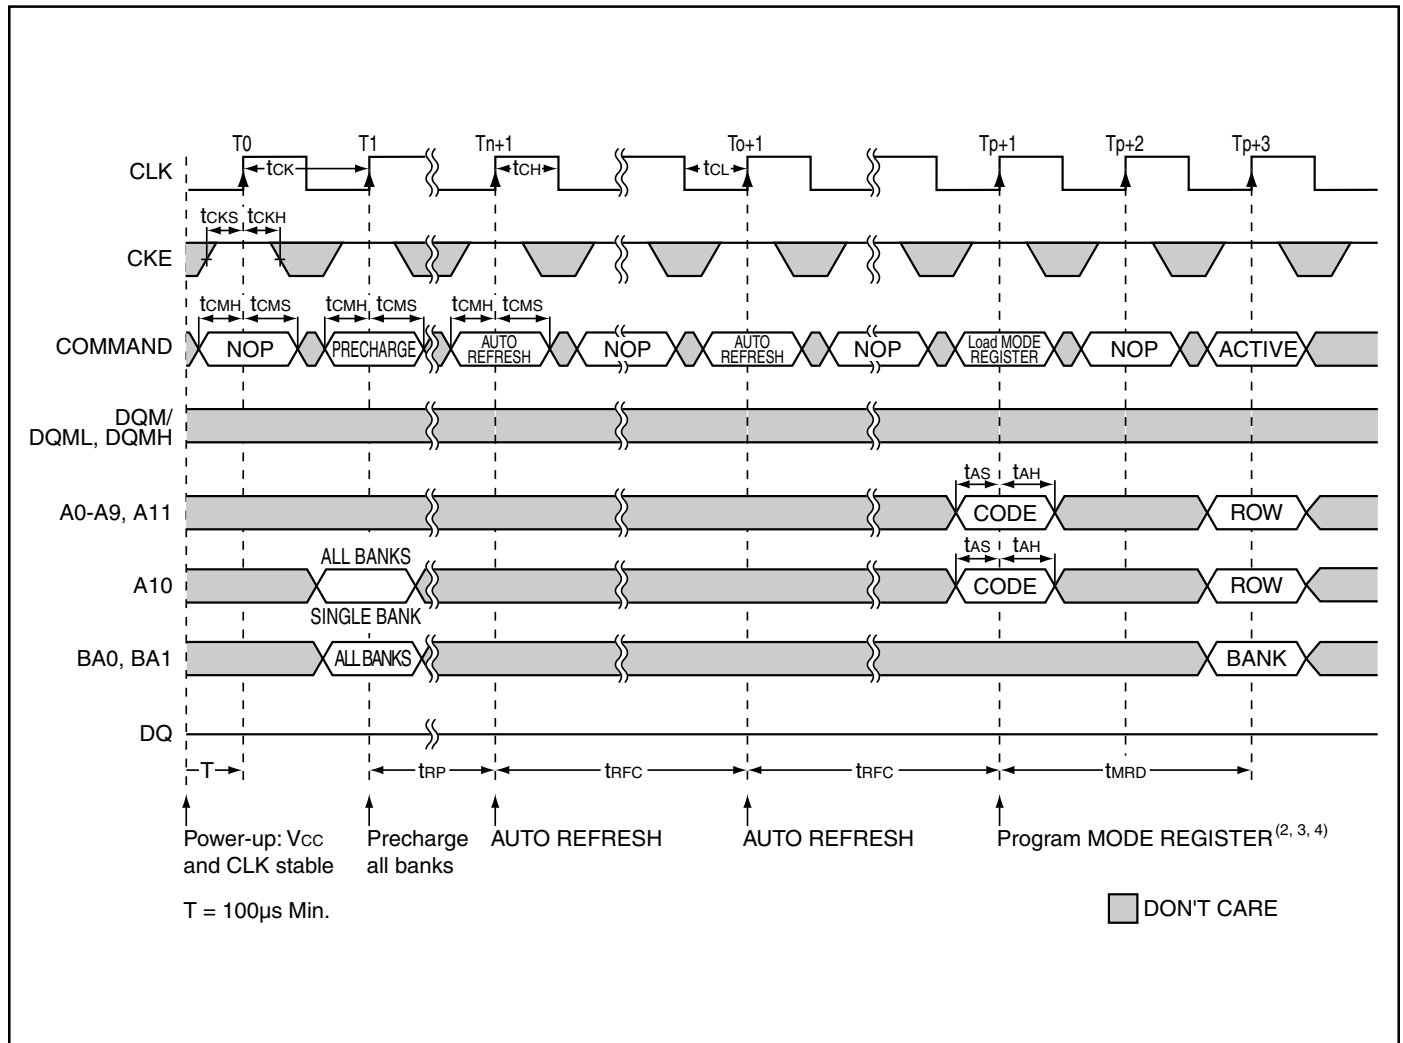 T0 T1 Tn+1 To+1 Tp+1 Tp+2 Tp+3
CLK tCK tCH tCL
tCKS tCKH
CKE
tCMH tCMS tCMH tCMS tCMH tCMS
COMMAND NOP PRECHARGE AUTO REFRESH NOP AUTO REFRESH NOP Load MODE REGISTER NOP ACTIVE
DQM/
DQML, DQMH
tAS tAH
A0-A9, A11 CODE ROW
ALL BANKS tAS tAH
A10 CODE ROW
SINGLE BANK
BA0, BA1 ALL BANKS BANK
DQ
T tRP tRFC tRFC tMRD
Power-up: VCC
and CLK stable
Precharge
all banks
AUTO REFRESH
AUTO REFRESH
Program MODE REGISTER(2, 3, 4)
T = 100µs Min.
DON'T CARE